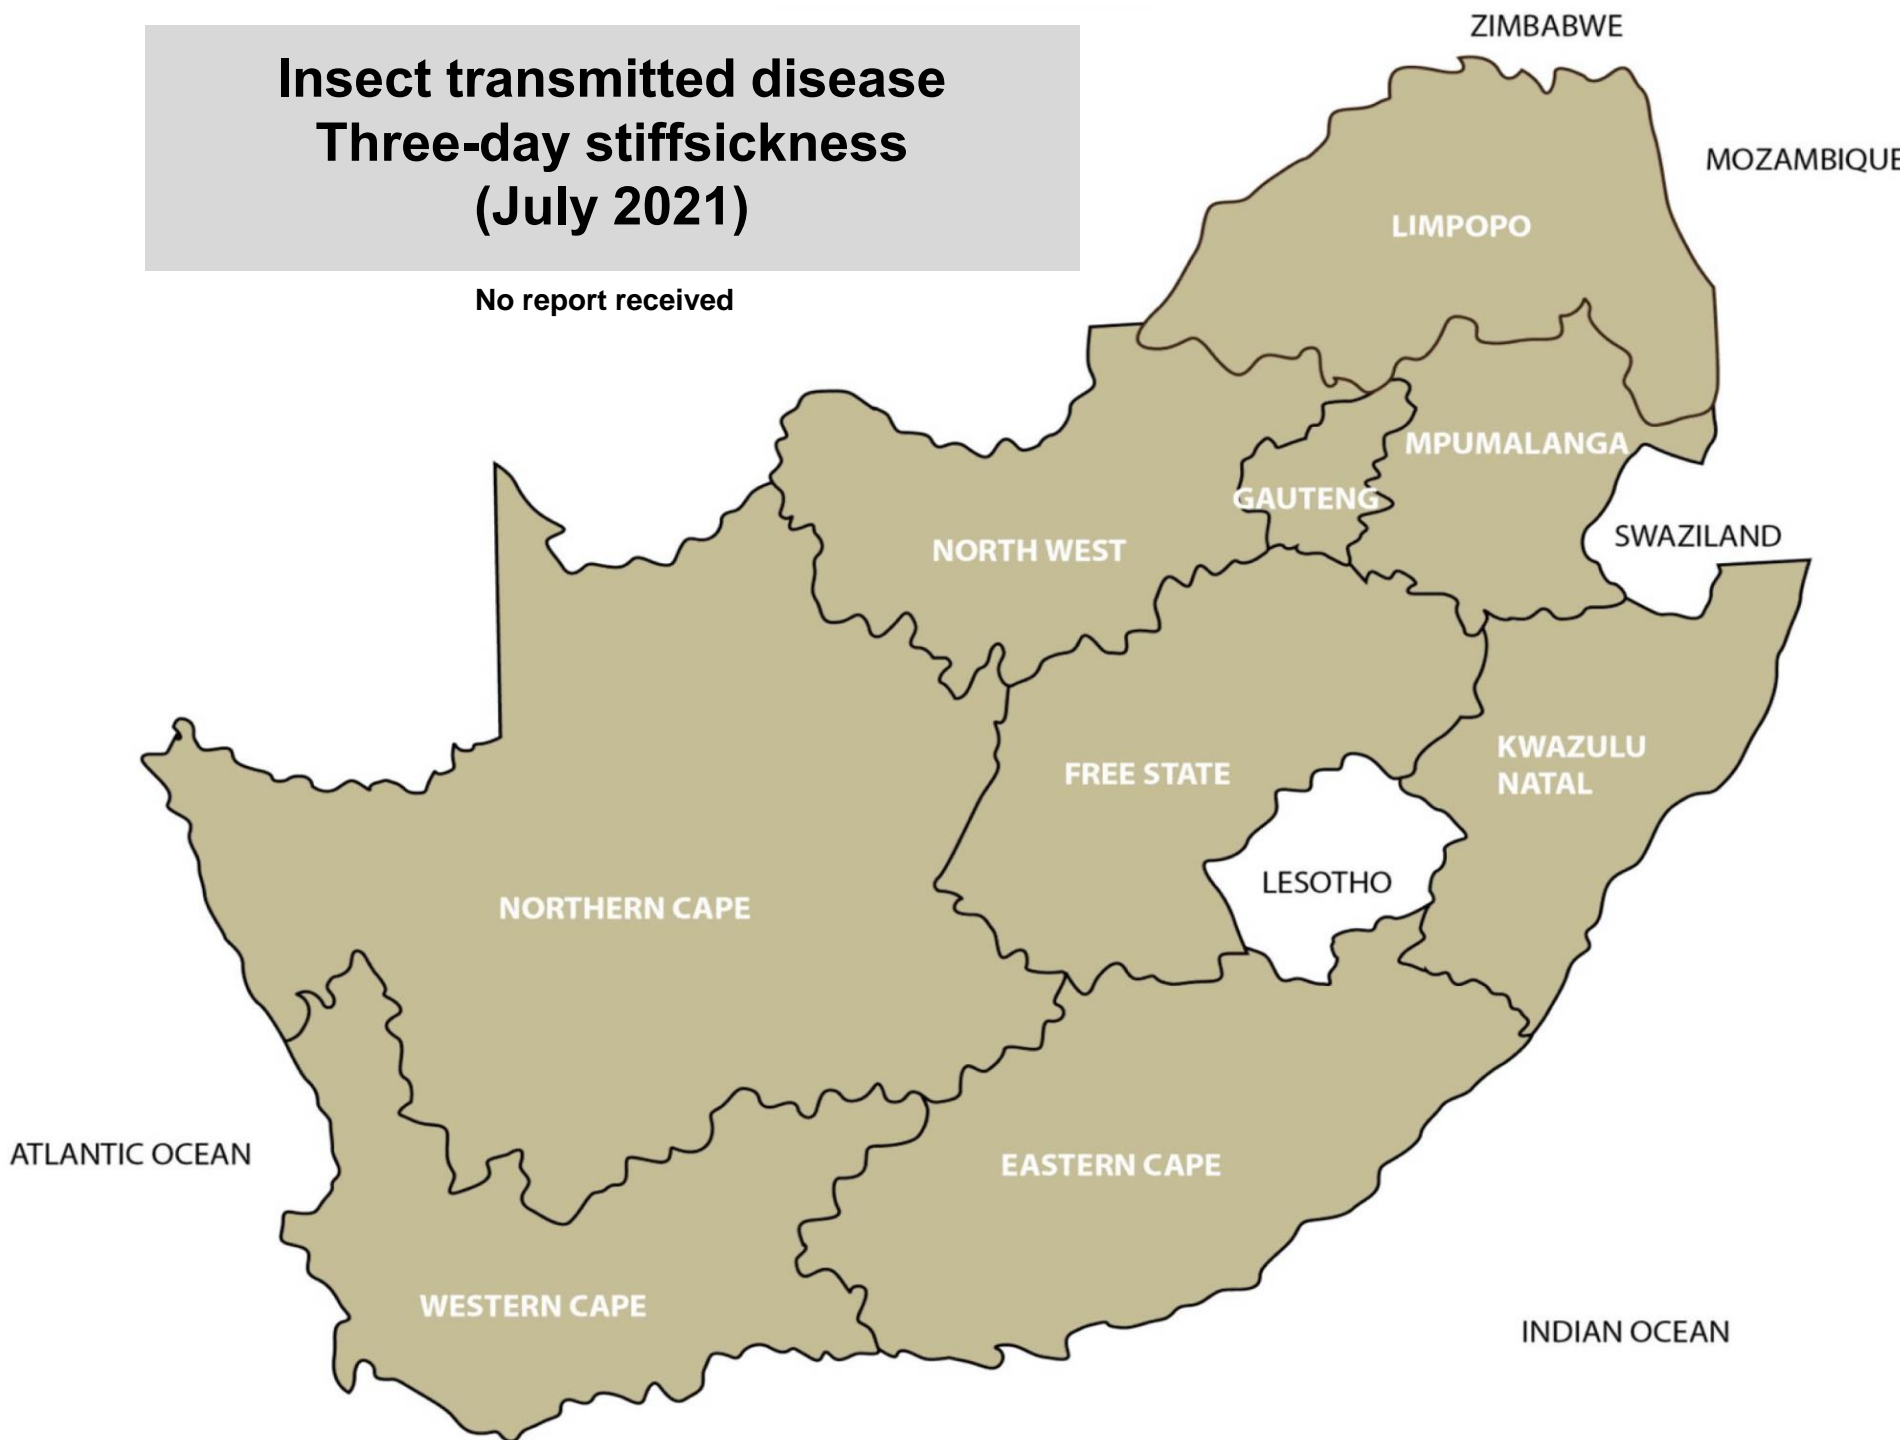 Insect transmitted disease
Three-day stiffsickness
(July 2021)
No report received
ZIMBABWE
MOZAMBIQUE
LIMPOPO
MPUMALANGA
GAUTENG
SWAZILAND
NORTH WEST
FREE STATE
KWAZULU
NATAL
LESOTHO
NORTHERN CAPE
ATLANTIC OCEAN
EASTERN CAPE
WESTERN CAPE
INDIAN OCEAN